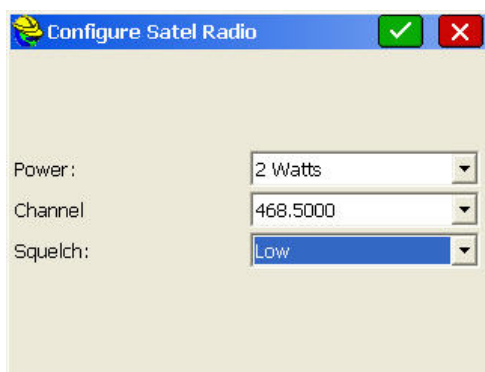 Configure Satel Radio
Power: 2 Watts
Channel 468.5000
Squelch: Low